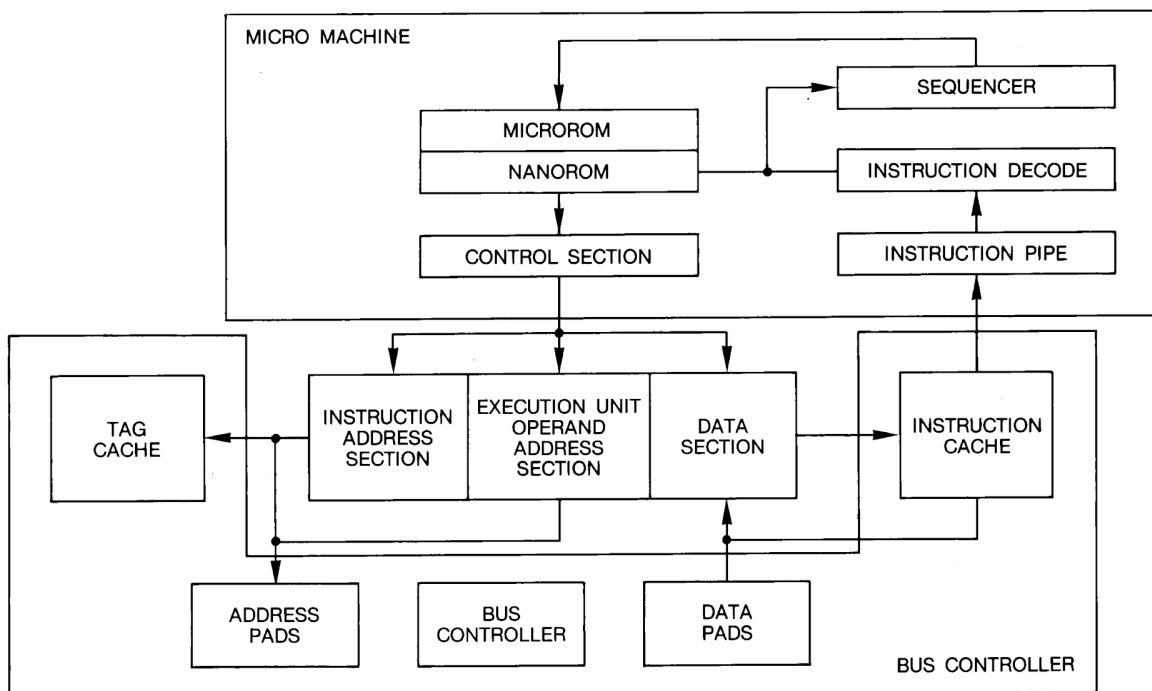 MICRO MACHINE
SEQUENCER
MICROROM
NANOROM
INSTRUCTION DECODE
CONTROL SECTION
INSTRUCTION PIPE
TAG
CACHE
INSTRUCTION
ADDRESS
SECTION
EXECUTION UNIT
OPERAND
ADDRESS
SECTION
DATA
SECTION
INSTRUCTION
CACHE
ADDRESS
PADS
BUS
CONTROLLER
DATA
PADS
BUS CONTROLLER